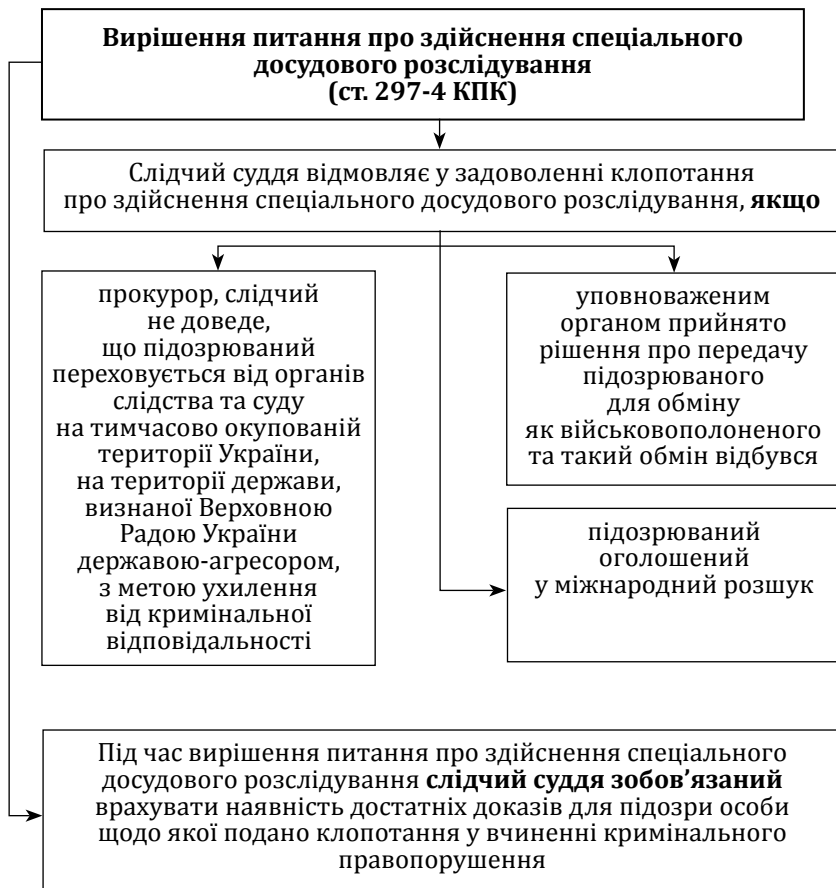 Вирішення питання про здійснення спеціального
досудового розслідування
(ст. 297-4 КПК)
Слідчий суддя відмовляє у задоволенні клопотання
про здійснення спеціального досудового розслідування, якщо
прокурор, слідчий
не доведе,
що підозрюваний
переховується від органів
слідства та суду
на тимчасово окупованій
території України,
на території держави,
визнаної Верховною
Радою України
державою-агресором,
з метою ухилення
від кримінальної
відповідальності
уповноваженим
органом прийнято
рішення про передачу
підозрюваного
для обміну
як військовополоненого
та такий обмін відбувся
підозрюваний
оголошений
у міжнародний розшук
Під час вирішення питання про здійснення спеціального
досудового розслідування слідчий суддя зобов’язаний
врахувати наявність достатніх доказів для підозри особи
щодо якої подано клопотання у вчиненні кримінального
правопорушення